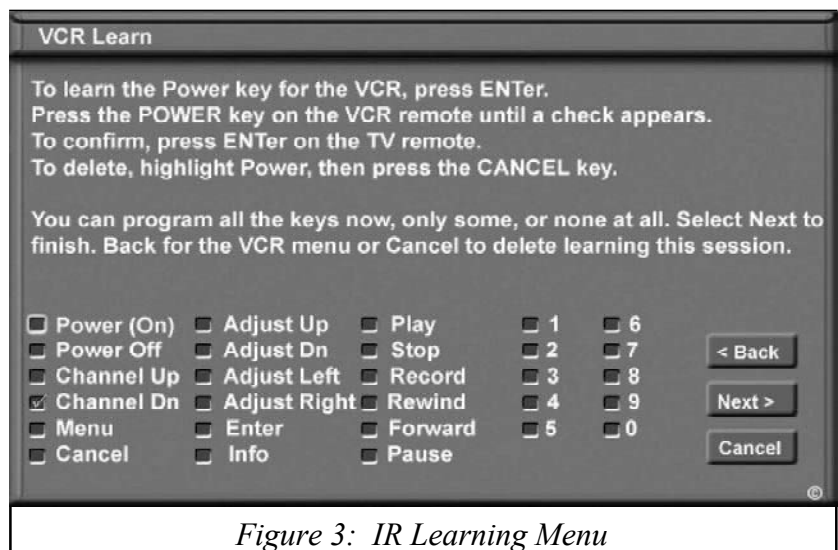 VCR Learn
To learn the Power key for the VCR, press ENTer.
Press the POWER key on the VCR remote until a check appears.
To confirm, press ENTer on the TV remote.
To delete, highlight Power, then press the CANCEL key.
You can program all the keys now, only some, or none at all. Select Next to
finish. Back for the VCR menu or Cancel to delete learning this session.
Power (On) Adjust Up Play 1 6
Power Off Adjust Dn Stop 2 7 < Back
Channel Up Adjust Left Record 3 8
Channel Dn Adjust Right Rewind 4 9 Next >
Menu Enter Forward 5 0
Cancel Info Pause Cancel
©
Figure 3: IR Learning Menu